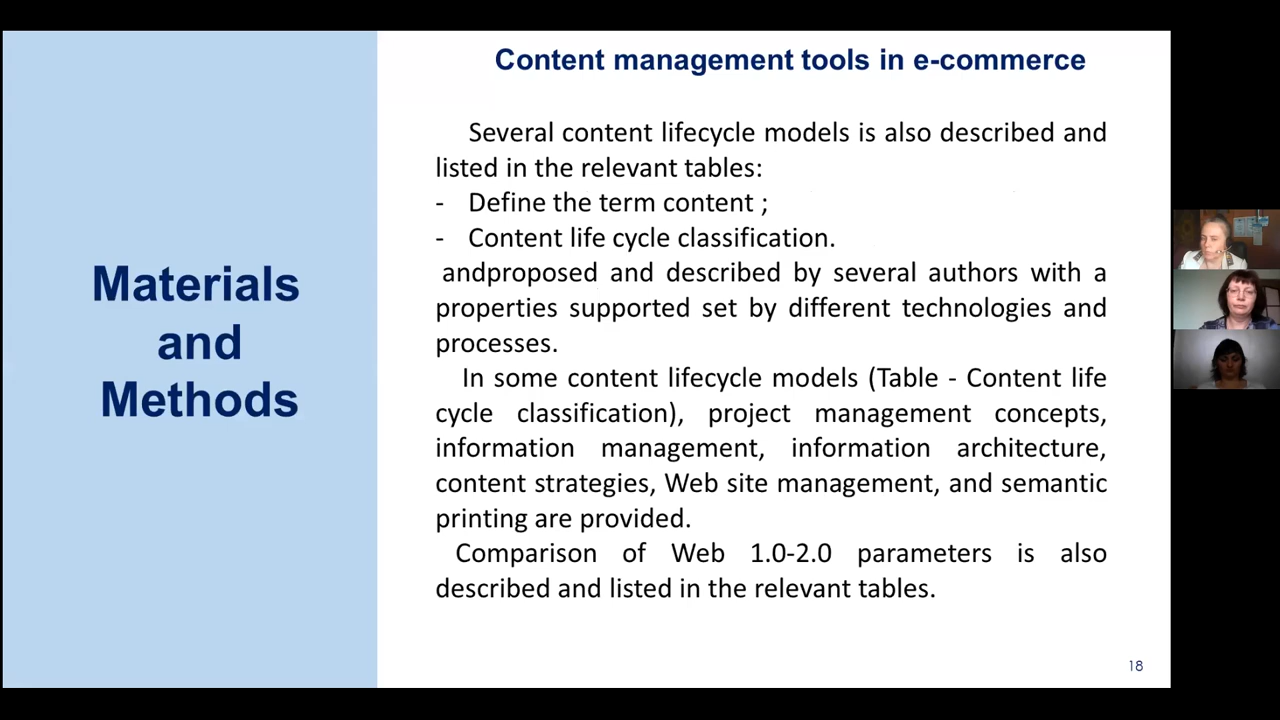 Content management tools in e-commerce
Materials
and
Methods
Several content lifecycle models is also described and
listed in the relevant tables:
- Define the term content ;
- Content life cycle classification.
andproposed and described by several authors with a
properties supported set by different technologies and
processes.
In some content lifecycle models (Table - Content life
cycle classification), project management concepts,
information management, information architecture,
content strategies, Web site management, and semantic
printing are provided.
Comparison of Web 1.0-2.0 parameters is also
described and listed in the relevant tables.
18